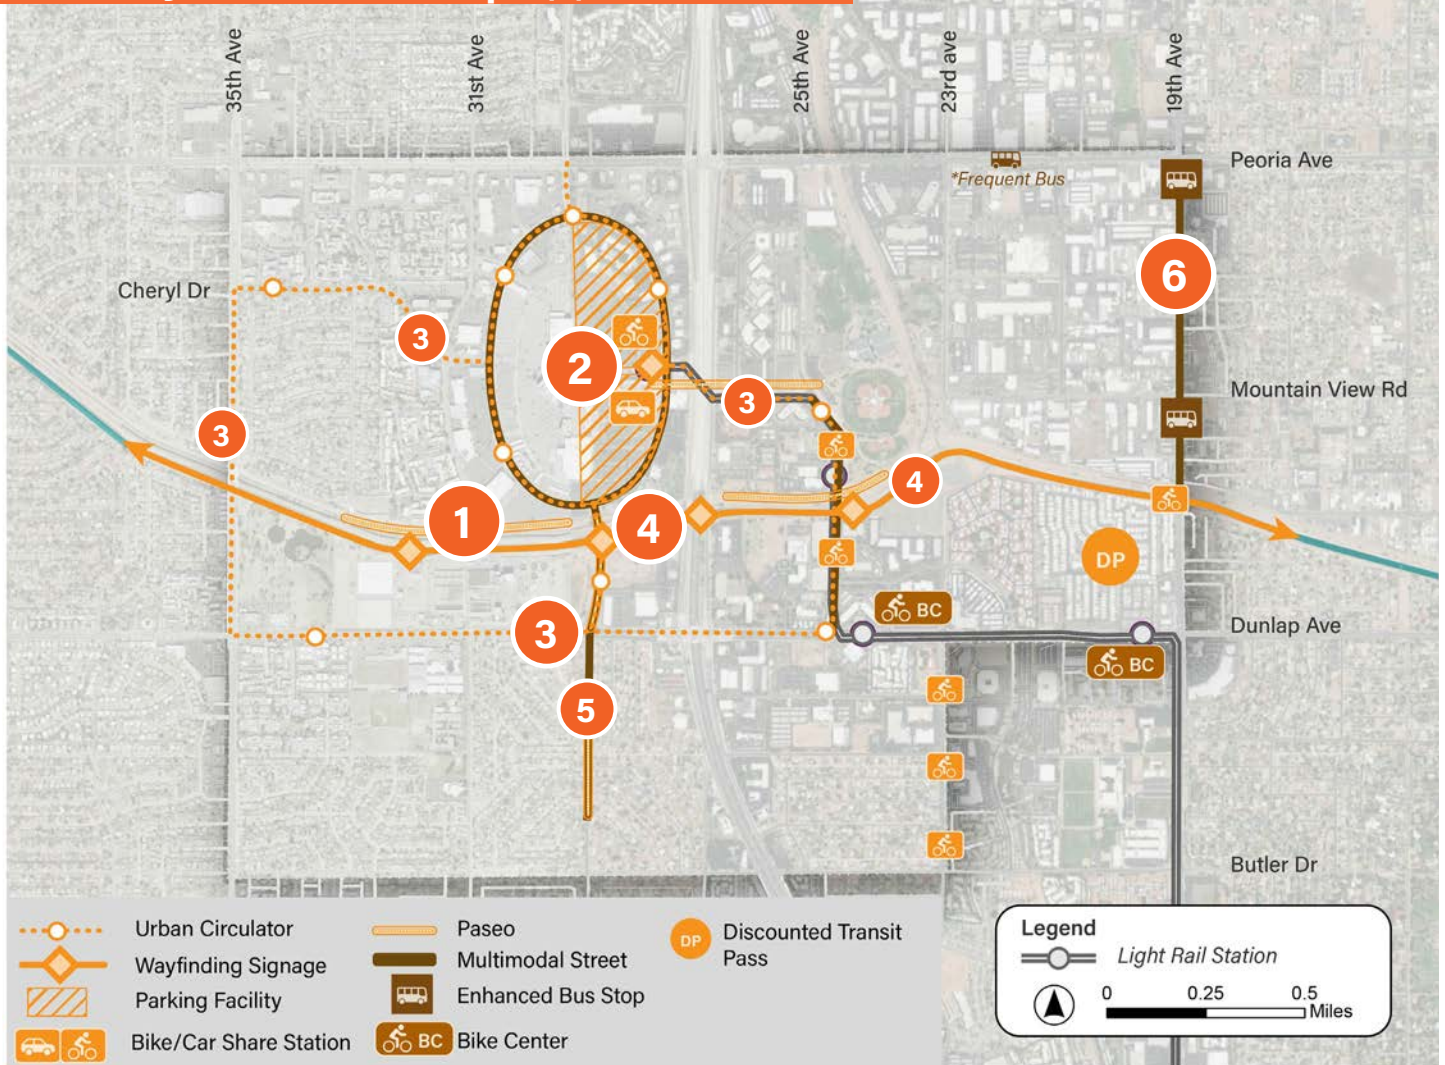 35th Ave
31st Ave
25th Ave
23rd ave
19th Ave
Peoria Ave
*Frequent Bus
6
Cheryl Dr
3
2
3
Mountain View Rd
3
4
1
4
DP
BC
3
Dunlap Ave
BC
5
Butler Dr
Urban Circulator
Wayfinding Signage
Parking Facility
Bike/Car Share Station
Paseo
Multimodal Street
Enhanced Bus Stop
BC Bike Center
DP Discounted Transit
Pass
Legend
Light Rail Station
0 0.25 0.5
Miles